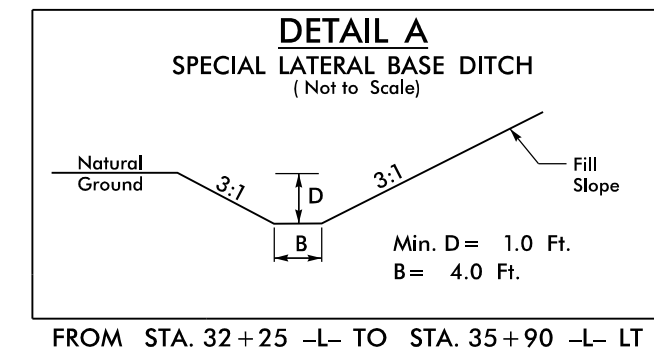 DETAIL A
SPECIAL LATERAL BASE DITCH
( Not to Scale)
Natural
Ground
3:1
D
3:1
Fill
Slope
B
Min. D = 1.0 Ft.
B = 4.0 Ft.
FROM STA. 32+25 -L- TO STA. 35+90 -L- LT